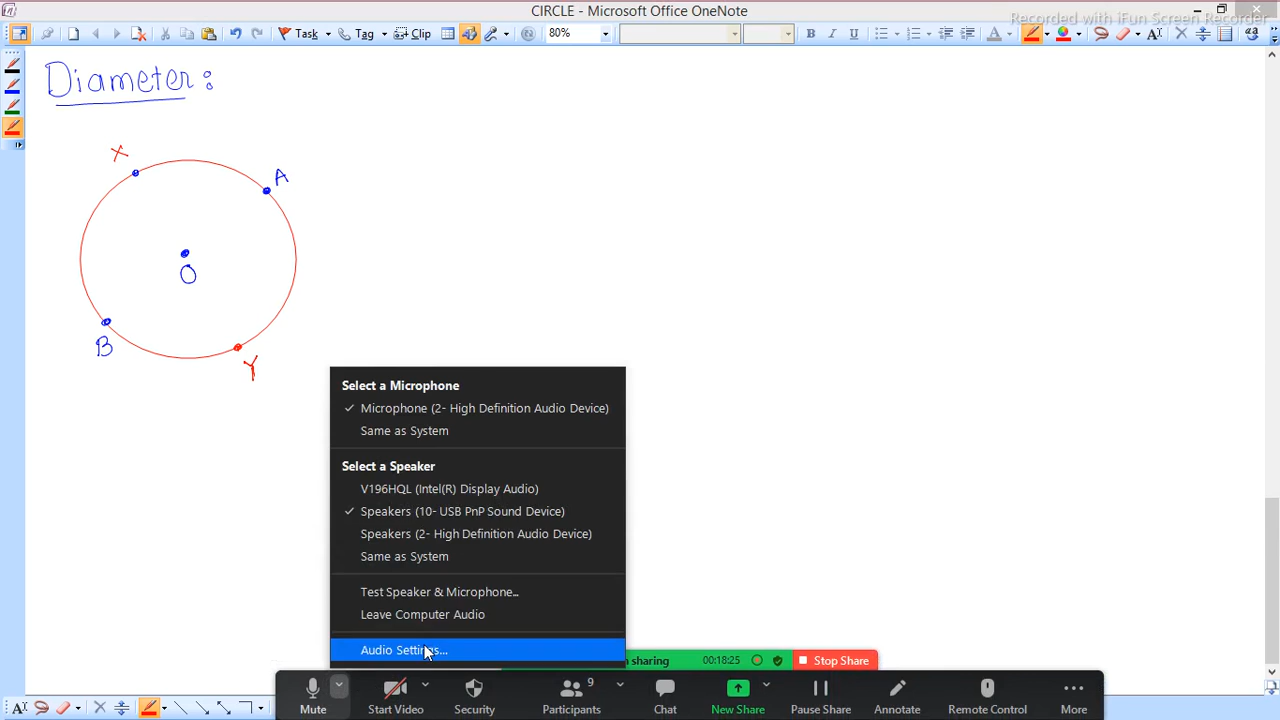 CIRCLE - Microsoft Office OneNote
Recorded with iFun Screen Recorder
Back
Task
Tag
Clip
80%
B I U
Diameter:
X
A
O
B
Y
Select a Microphone
✓ Microphone (2- High Definition Audio Device)
Same as System
Select a Speaker
V196HQL (Intel(R) Display Audio)
✓ Speakers (10- USB PnP Sound Device)
Speakers (2- High Definition Audio Device)
Same as System
Test Speaker & Microphone...
Leave Computer Audio
Audio Settings...
n sharing
00:18:25
Stop Share
9
Mute
Start Video
Security
Participants
Chat
New Share
Pause Share
Annotate
Remote Control
More